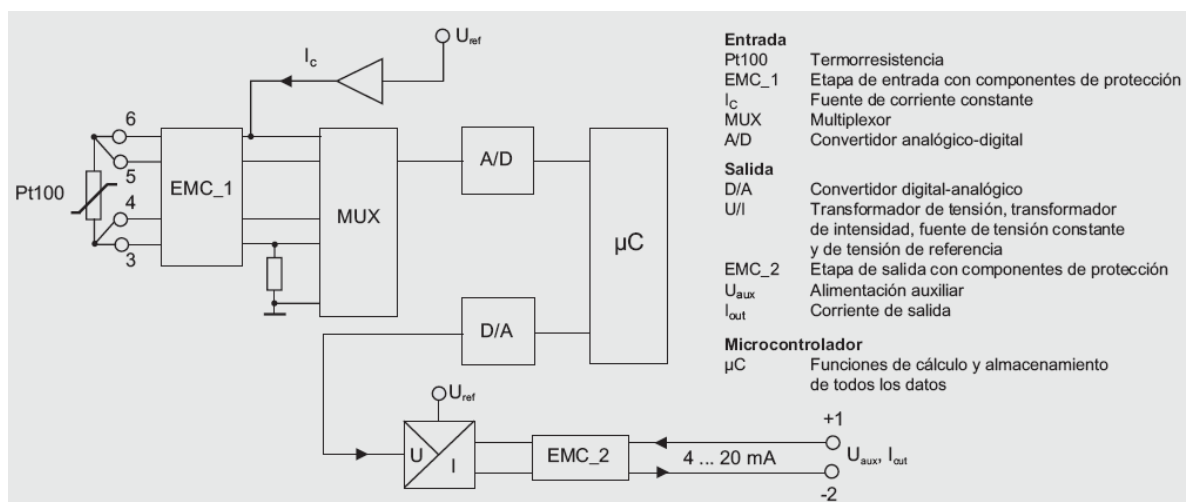 U_ref
I_c
6
5
Pt100
4
3
EMC_1
MUX
A/D
µC
D/A
U_ref
U
I
EMC_2
4 ... 20 mA
+1
U_aux, I_out
-2
Entrada
Pt100 Termorresistencia
EMC_1 Etapa de entrada con componentes de protección
I_C Fuente de corriente constante
MUX Multiplexor
A/D Convertidor analógico-digital
Salida
D/A Convertidor digital-analógico
U/I Transformador de tensión, transformador
de intensidad, fuente de tensión constante
y de tensión de referencia
EMC_2 Etapa de salida con componentes de protección
U_aux Alimentación auxiliar
I_out Corriente de salida
Microcontrolador
µC Funciones de cálculo y almacenamiento
de todos los datos